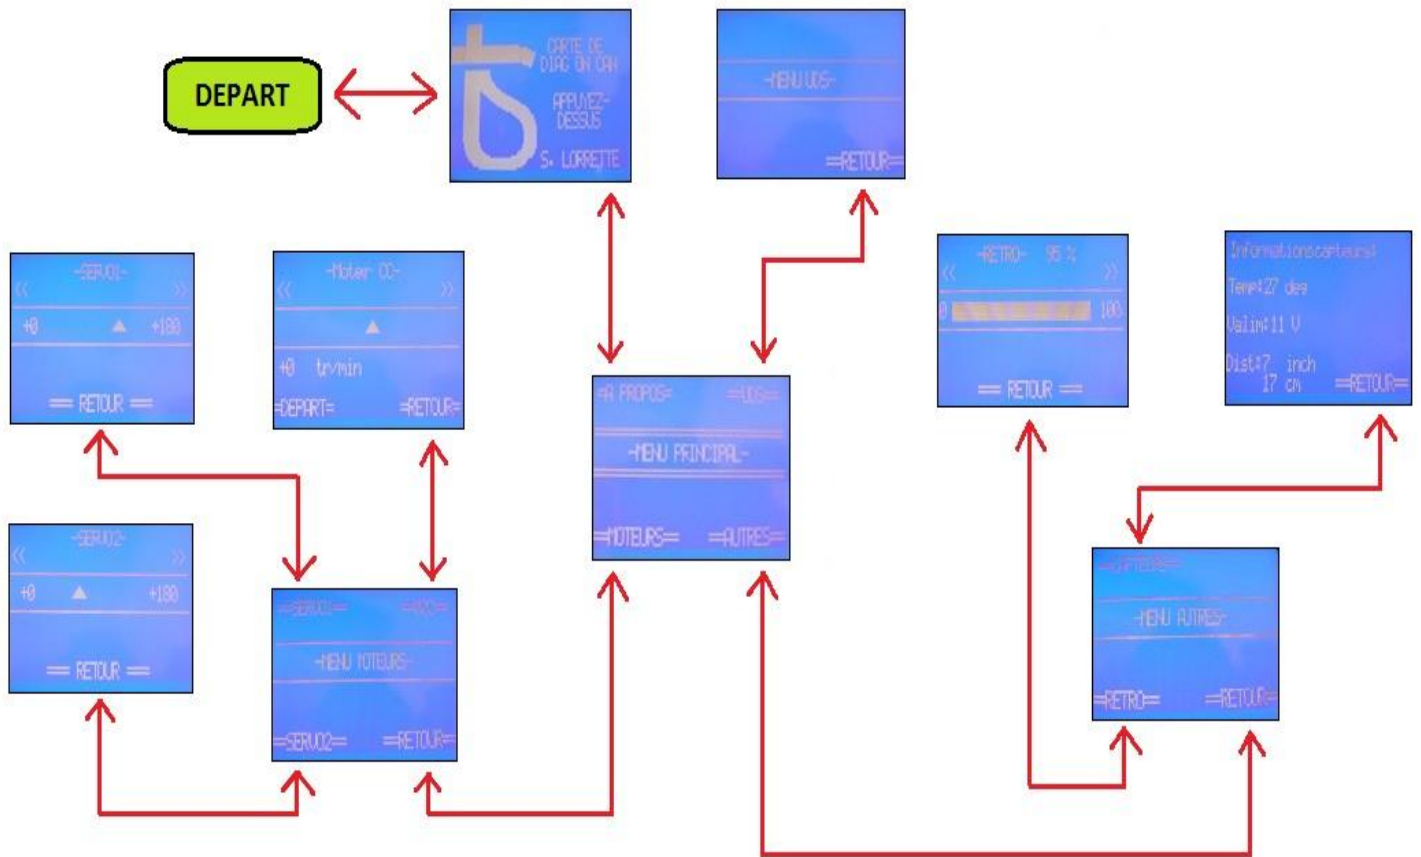 DEPART
CARTE DE
DIAG ON CAN
APPUYEZ-
DESSUS
S. LORRETTE
-MENU UDS-
=RETOUR=
-SERVO1-
<< >>
+0 +180
== RETOUR ==
-Moteur CC-
<< >>
+0 tr/min
=DEPART= =RETOUR=
=A PROPOS= =UDS=
-MENU PRINCIPAL-
=MOTEURS= =AUTRES=
-RETRO- 95 %
<< >>
0 100
== RETOUR ==
Informations capteurs:
Temp:27 deg
Valim:11 V
Dist:7 inch
17 cm =RETOUR=
-SERVO2-
<< >>
+0 +180
== RETOUR ==
=SERVO1=
-MENU MOTEURS-
=SERVO2= =RETOUR=
=CAPTEURS=
-MENU AUTRES-
=RETRO= =RETOUR=